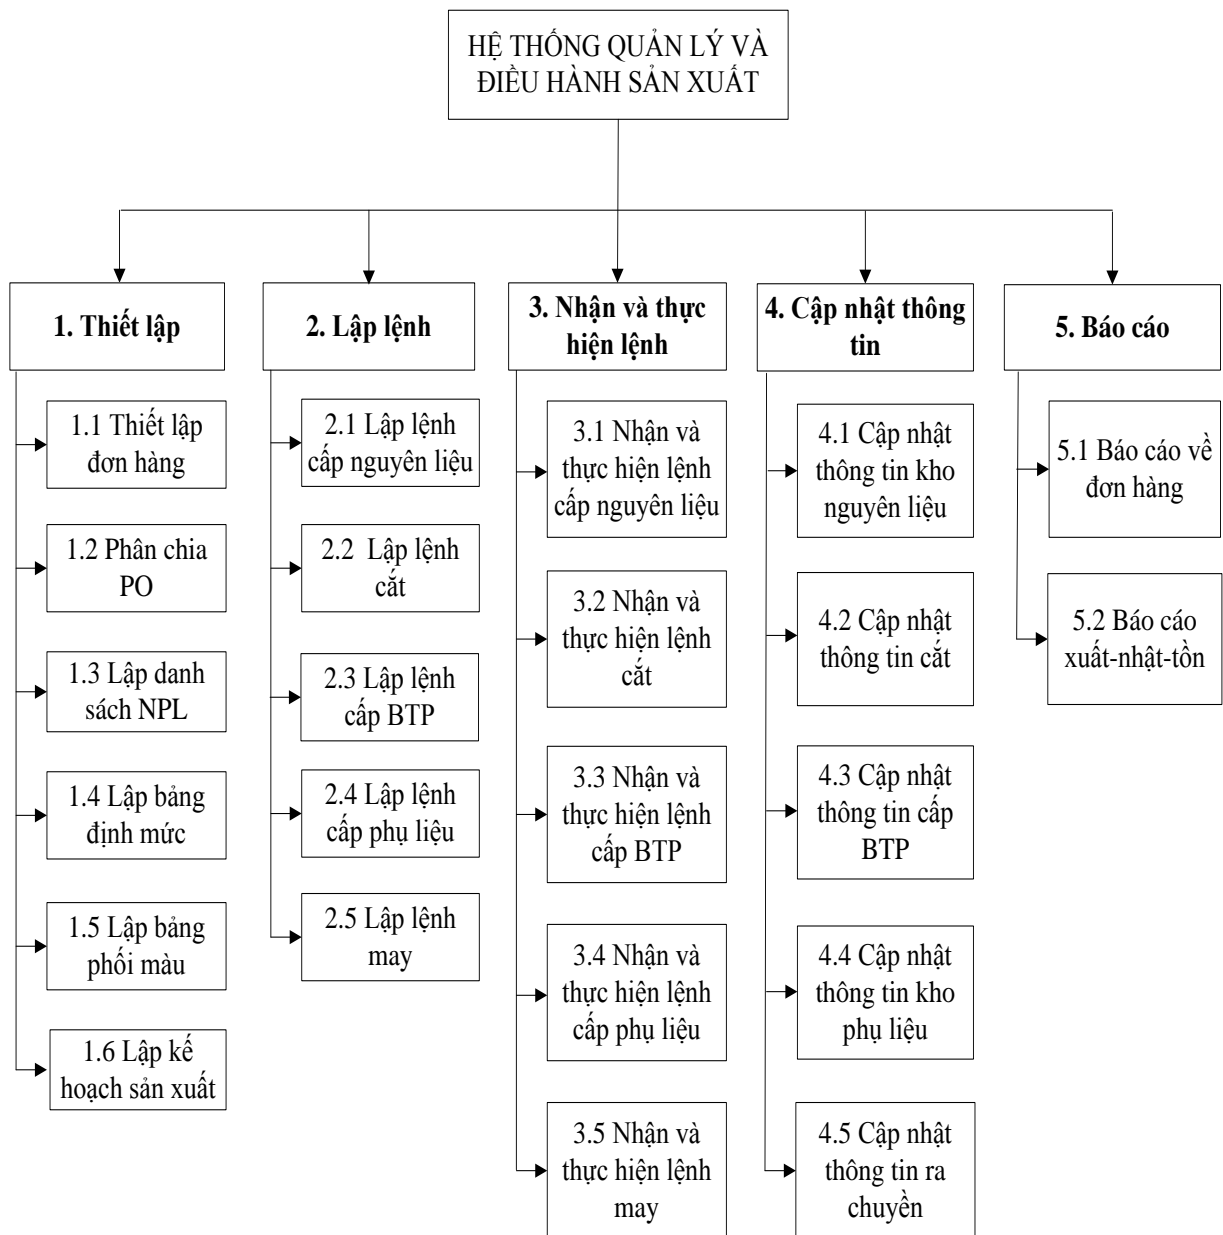 HỆ THỐNG QUẢN LÝ VÀ
ĐIỀU HÀNH SẢN XUẤT
1. Thiết lập
1.1 Thiết lập
đơn hàng
1.2 Phân chia
PO
1.3 Lập danh
sách NPL
1.4 Lập bảng
định mức
1.5 Lập bảng
phối màu
1.6 Lập kế
hoạch sản xuất
2. Lập lệnh
2.1 Lập lệnh
cấp nguyên liệu
2.2 Lập lệnh
cắt
2.3 Lập lệnh
cấp BTP
2.4 Lập lệnh
cấp phụ liệu
2.5 Lập lệnh
may
3. Nhận và thực
hiện lệnh
3.1 Nhận và
thực hiện lệnh
cấp nguyên liệu
3.2 Nhận và
thực hiện lệnh
cắt
3.3 Nhận và
thực hiện lệnh
cấp BTP
3.4 Nhận và
thực hiện lệnh
cấp phụ liệu
3.5 Nhận và
thực hiện lệnh
may
4. Cập nhật thông
tin
4.1 Cập nhật
thông tin kho
nguyên liệu
4.2 Cập nhật
thông tin cắt
4.3 Cập nhật
thông tin cấp
BTP
4.4 Cập nhật
thông tin kho
phụ liệu
4.5 Cập nhật
thông tin ra
chuyền
5. Báo cáo
5.1 Báo cáo về
đơn hàng
5.2 Báo cáo
xuất-nhật-tồn